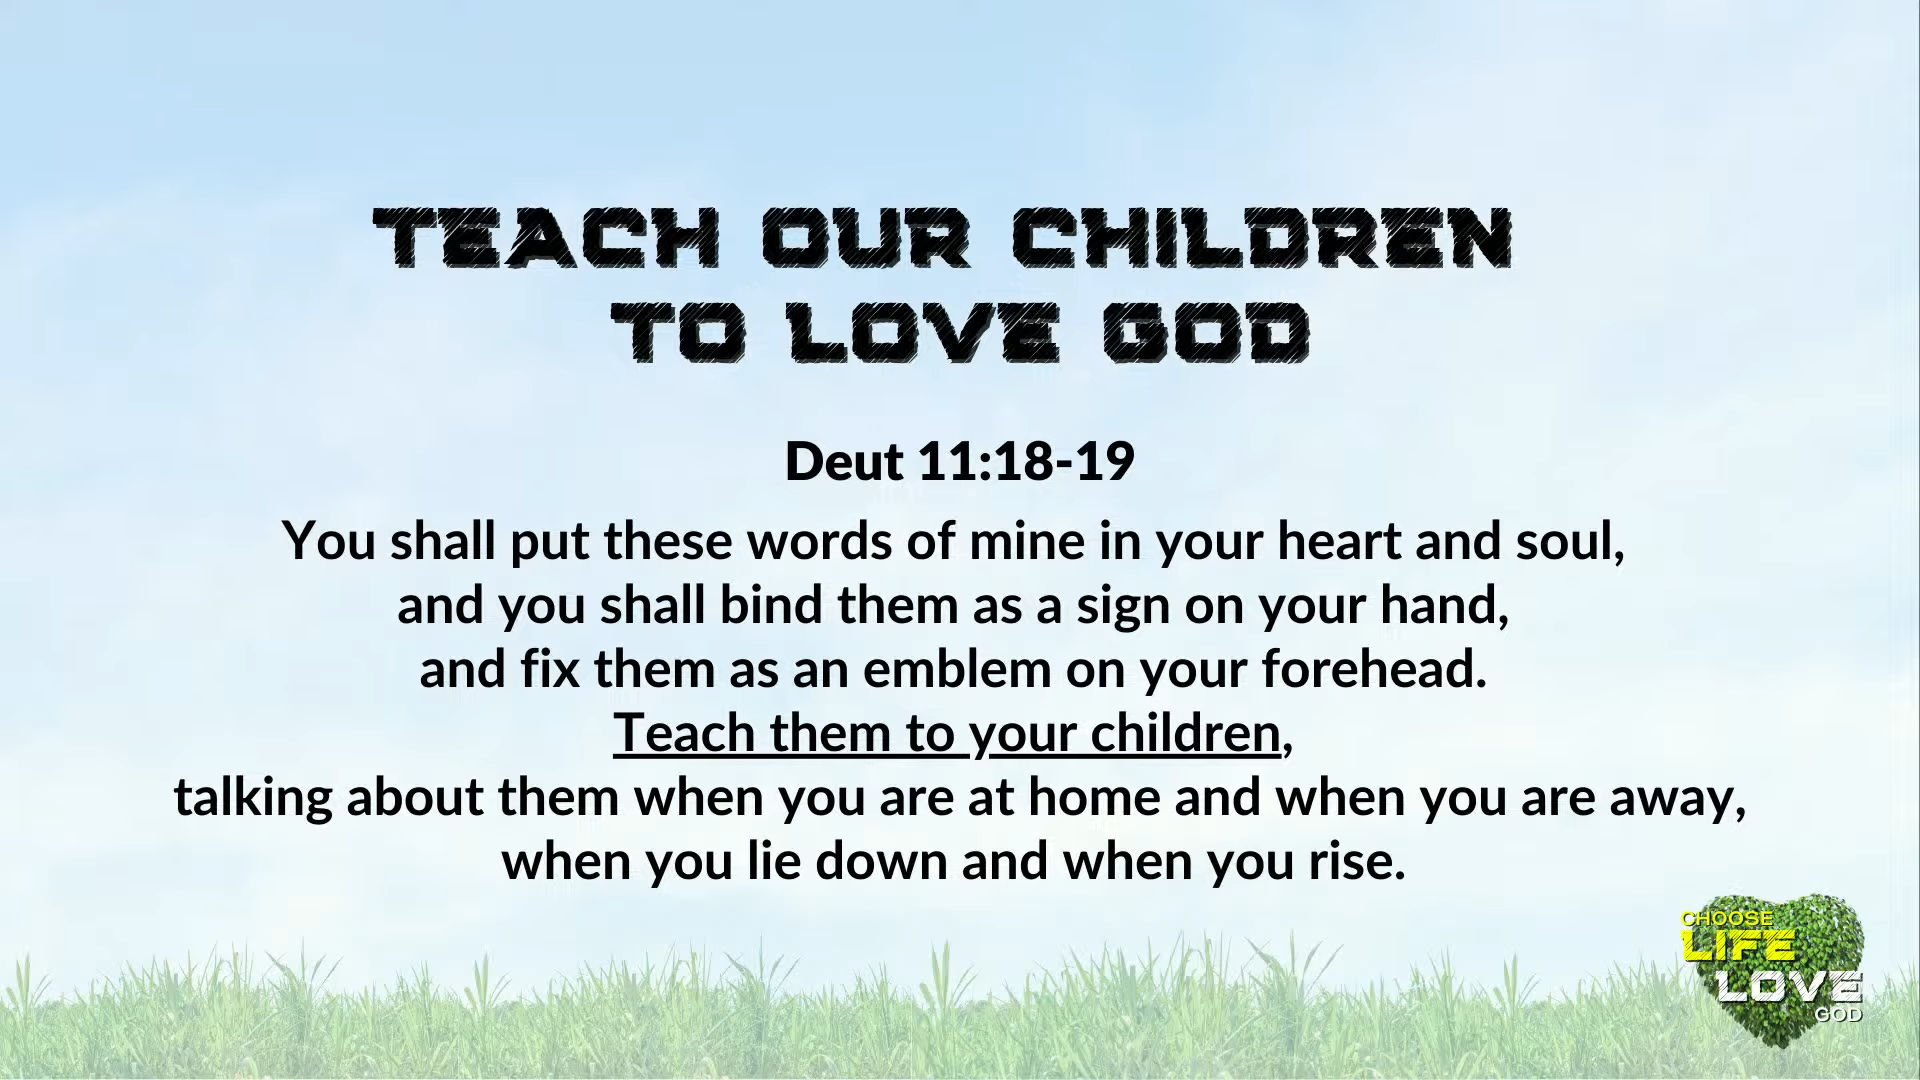 TEACH OUR CHILDREN
TO LOVE GOD
Deut 11:18-19
You shall put these words of mine in your heart and soul,
and you shall bind them as a sign on your hand,
and fix them as an emblem on your forehead.
Teach them to your children,
talking about them when you are at home and when you are away,
when you lie down and when you rise.
CHOOSE
LIFE
LOVE
GOD